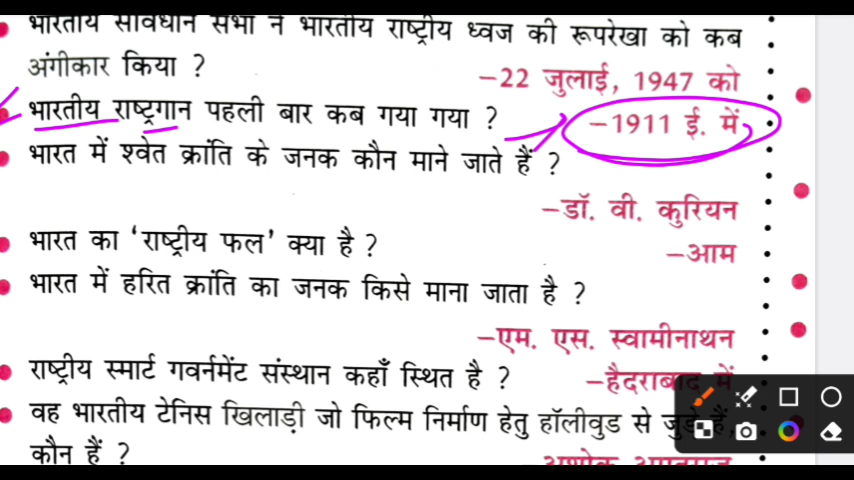 भारतीय संविधान सभा ने भारतीय राष्ट्रीय ध्वज की रूपरेखा को कब
अंगीकार किया ?
–22 जुलाई, 1947 को
भारतीय राष्ट्रगान पहली बार कब गया गया ?
–1911 ई. में
भारत में श्वेत क्रांति के जनक कौन माने जाते हैं ?
–डॉ. वी. कुरियन
भारत का ‘राष्ट्रीय फल’ क्या है ?
–आम
भारत में हरित क्रांति का जनक किसे माना जाता है ?
–एम. एस. स्वामीनाथन
राष्ट्रीय स्मार्ट गवर्नमेंट संस्थान कहाँ स्थित है ?
–हैदराबाद में
वह भारतीय टेनिस खिलाड़ी जो फिल्म निर्माण हेतु हॉलीवुड से जुड़े हैं,
कौन हैं ?